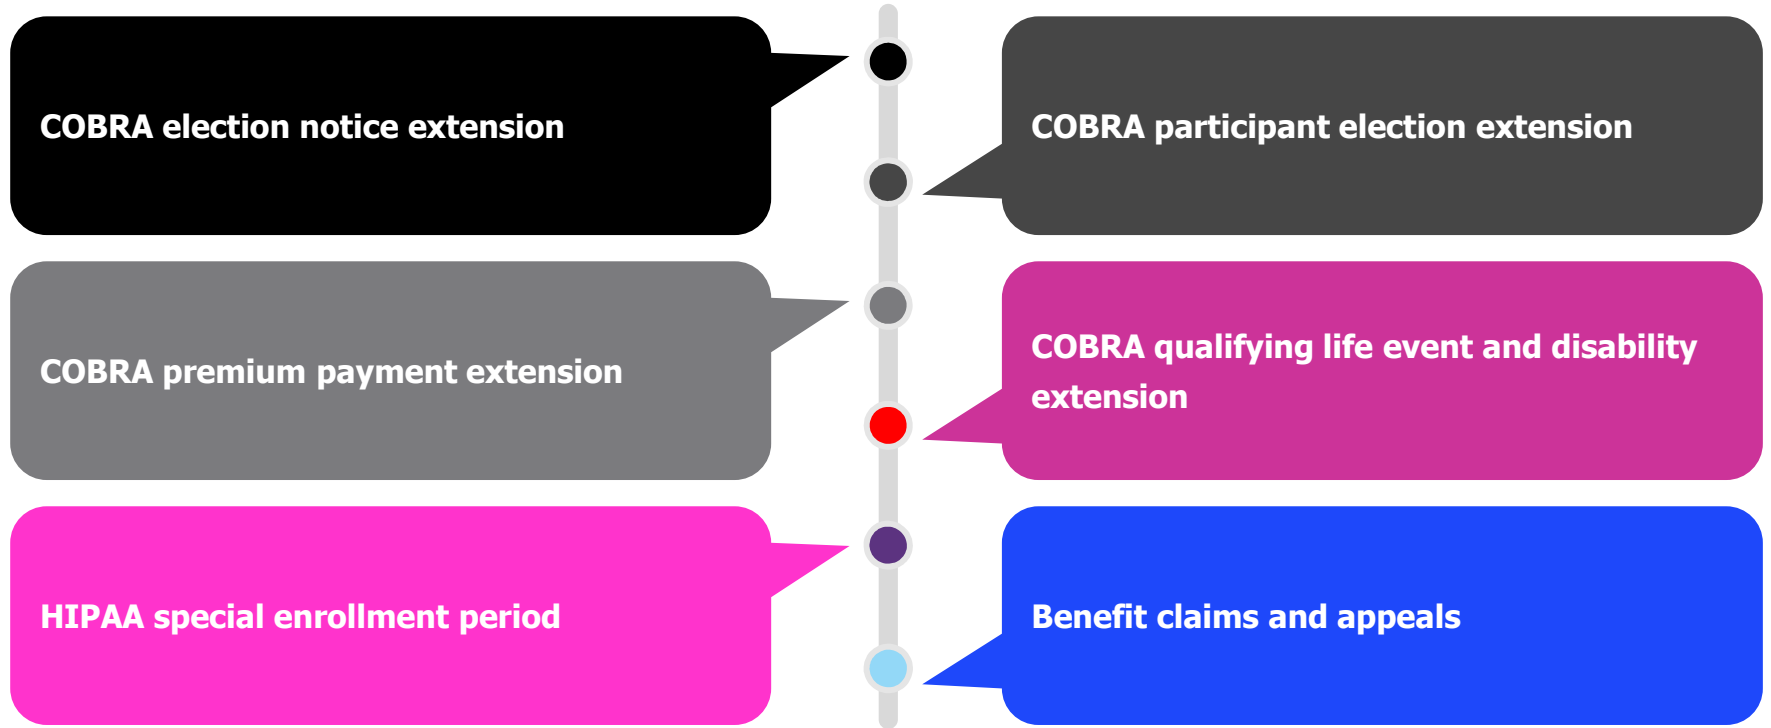 COBRA election notice extension
COBRA participant election extension
COBRA premium payment extension
COBRA qualifying life event and disability
extension
HIPAA special enrollment period
Benefit claims and appeals